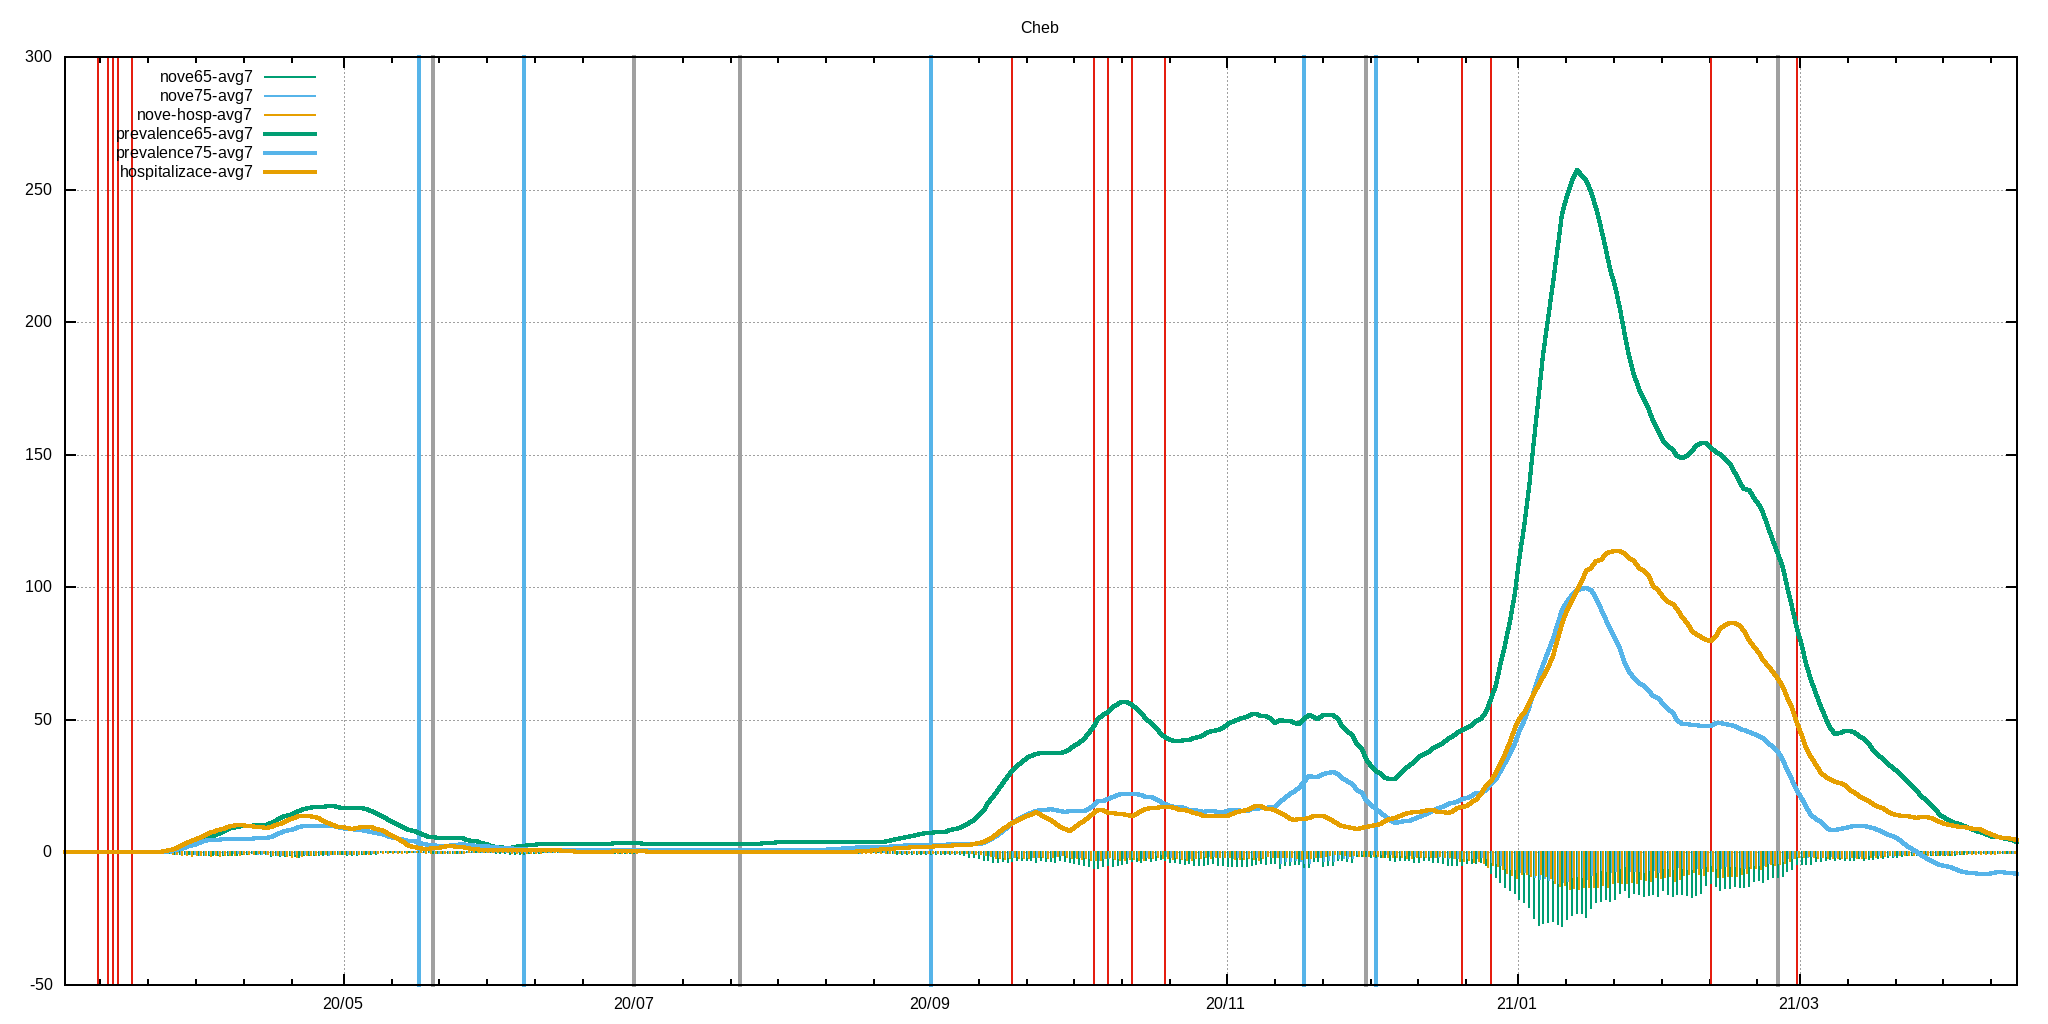 Cheb
300
250
200
150
100
50
0
-50
nove65-avg7
nove75-avg7
nove-hosp-avg7
prevalence65-avg7
prevalence75-avg7
hospitalizace-avg7
20/05 20/07 20/09 20/11 21/01 21/03